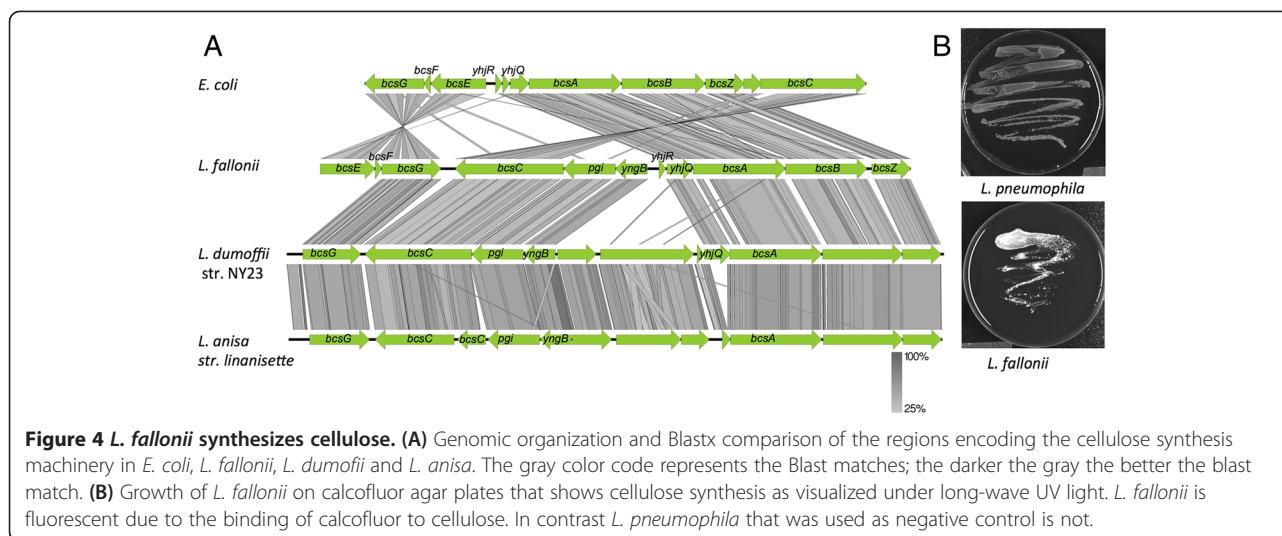 A
B
bcsF yhjR yhjQ
E. coli bcsG bcsE bcsA bcsB bcsZ bcsC
bcsF yhjR
L. fallonii bcsE bcsG bcsC pgi yngB yhjQ bcsA bcsB bcsZ
L. pneumophila
L. dumoffii bcsG bcsC pgi yngB yhjQ bcsA
str. NY23
L. anisa bcsG bcsC bcsC pgi yngB bcsA
str. linanisette
100%
25%
L. fallonii
Figure 4 L. fallonii synthesizes cellulose. (A) Genomic organization and Blastx comparison of the regions encoding the cellulose synthesis
machinery in E. coli, L. fallonii, L. dumofii and L. anisa. The gray color code represents the Blast matches; the darker the gray the better the blast
match. (B) Growth of L. fallonii on calcofluor agar plates that shows cellulose synthesis as visualized under long-wave UV light. L. fallonii is
fluorescent due to the binding of calcofluor to cellulose. In contrast L. pneumophila that was used as negative control is not.